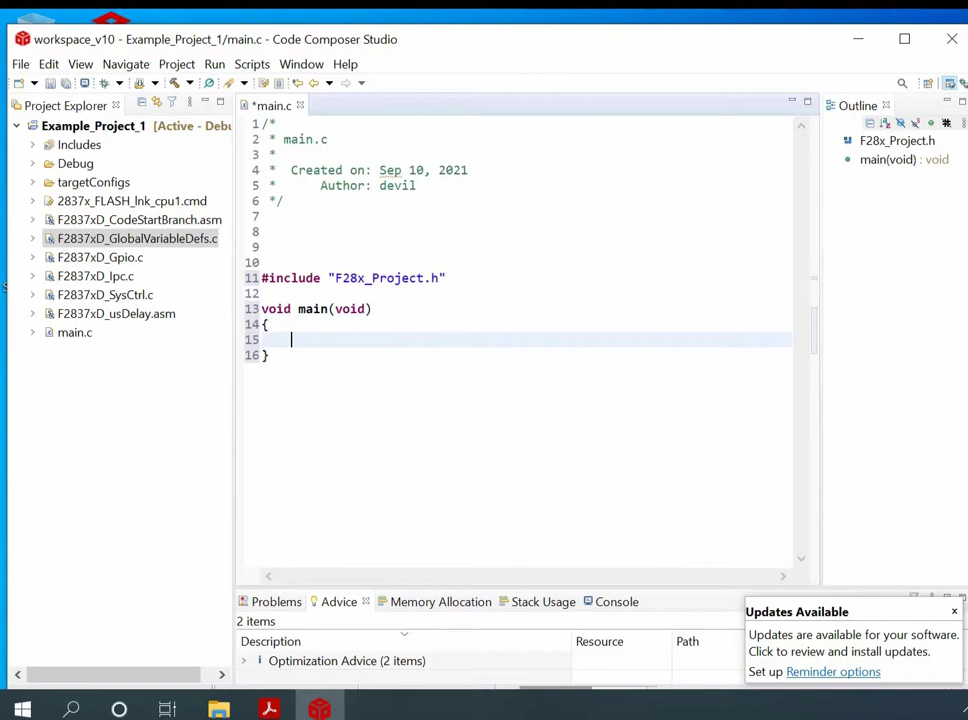 workspace_v10 - Example_Project_1/main.c - Code Composer Studio
File Edit View Navigate Project Run Scripts Window Help
Project Explorer
*main.c
Outline
Example_Project_1 [Active - Debu
Includes
Debug
targetConfigs
2837x_FLASH_lnk_cpu1.cmd
F2837xD_CodeStartBranch.asm
F2837xD_GlobalVariableDefs.c
F2837xD_Gpio.c
F2837xD_Ipc.c
F2837xD_SysCtrl.c
F2837xD_usDelay.asm
main.c
1 /*
2 * main.c
3 *
4 * Created on: Sep 10, 2021
5 * Author: devil
6 */
7
8
9
10
11 #include "F28x_Project.h"
12
13 void main(void)
14 {
15
16 }
F28x_Project.h
main(void) : void
Problems Advice Memory Allocation Stack Usage Console
2 items
Description Resource Path
Optimization Advice (2 items)
Updates Available x
Updates are available for your software.
Click to review and install updates.
Set up Reminder options